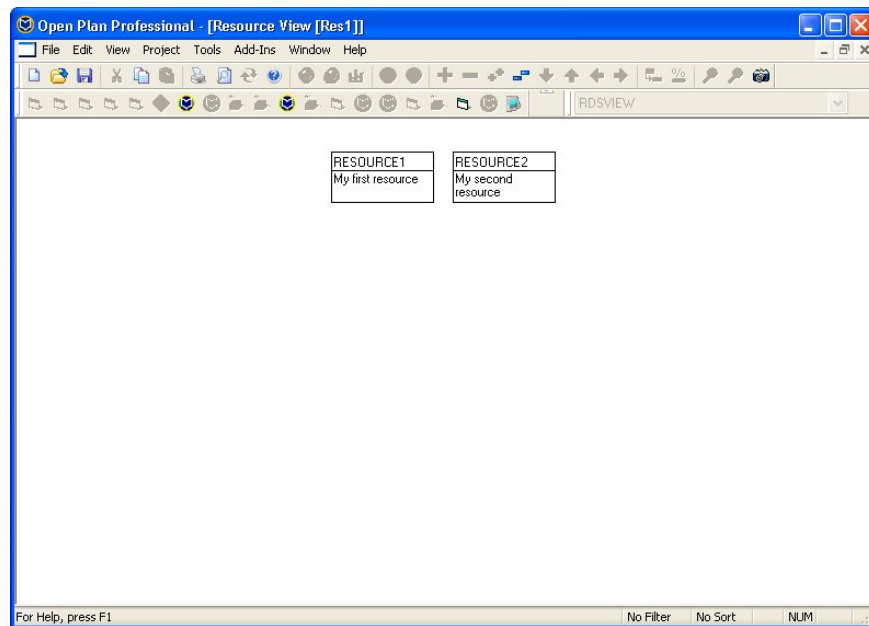 Open Plan Professional - [Resource View [Res1]]
File Edit View Project Tools Add-Ins Window Help
RDSVIEW
RESOURCE1
My first resource
RESOURCE2
My second
resource
For Help, press F1
No Filter No Sort NUM